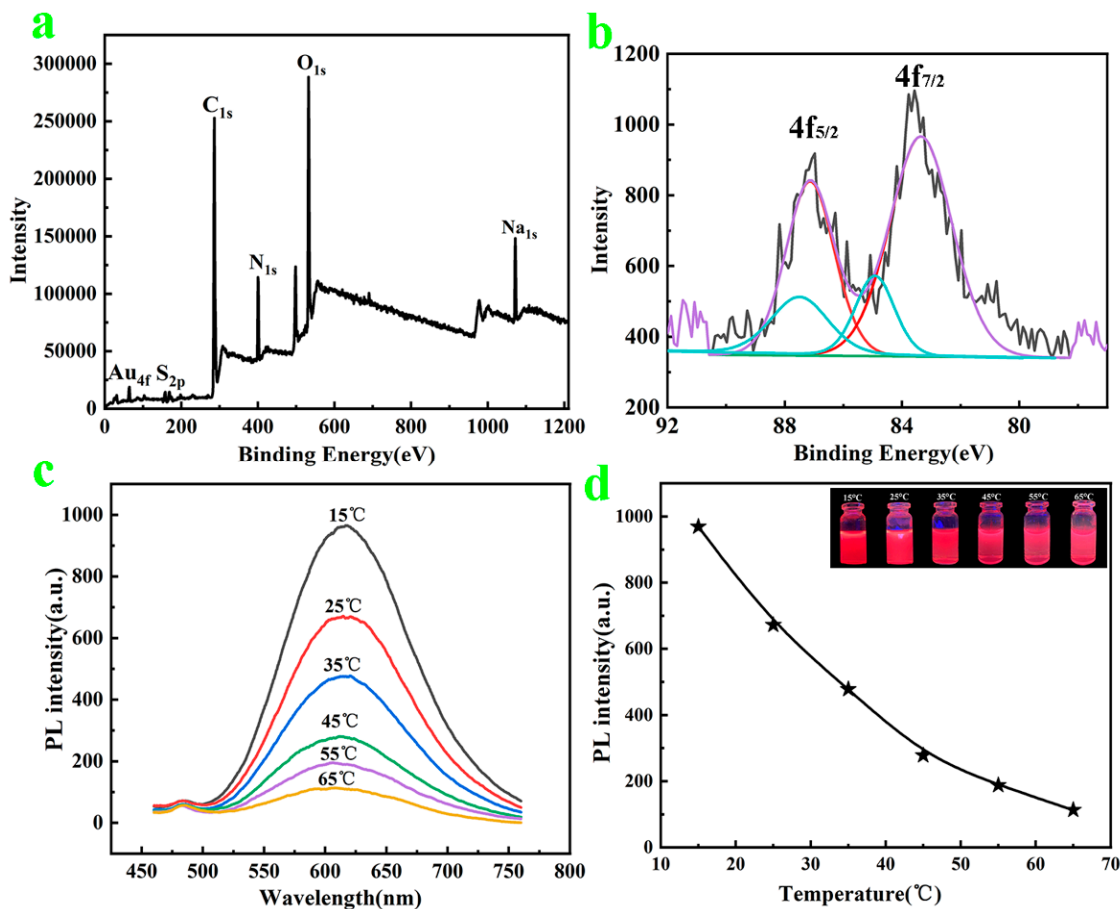 a
300000
250000
200000
150000
100000
50000
0
Intensity
C1s
O1s
N1s
Na1s
Au4f S2p
0 200 400 600 800 1000 1200
Binding Energy(eV)
b
1200
1000
800
600
400
200
Intensity
4f5/2
4f7/2
92 88 84 80
Binding Energy(eV)
c
1000
800
600
400
200
0
PL intensity(a.u.)
15℃
25℃
35℃
45℃
55℃
65℃
450 500 550 600 650 700 750 800
Wavelength(nm)
d
1000
800
600
400
200
0
PL intensity(a.u.)
15°C 25°C 35°C 45°C 55°C 65°C
10 20 30 40 50 60 70
Temperature(℃)